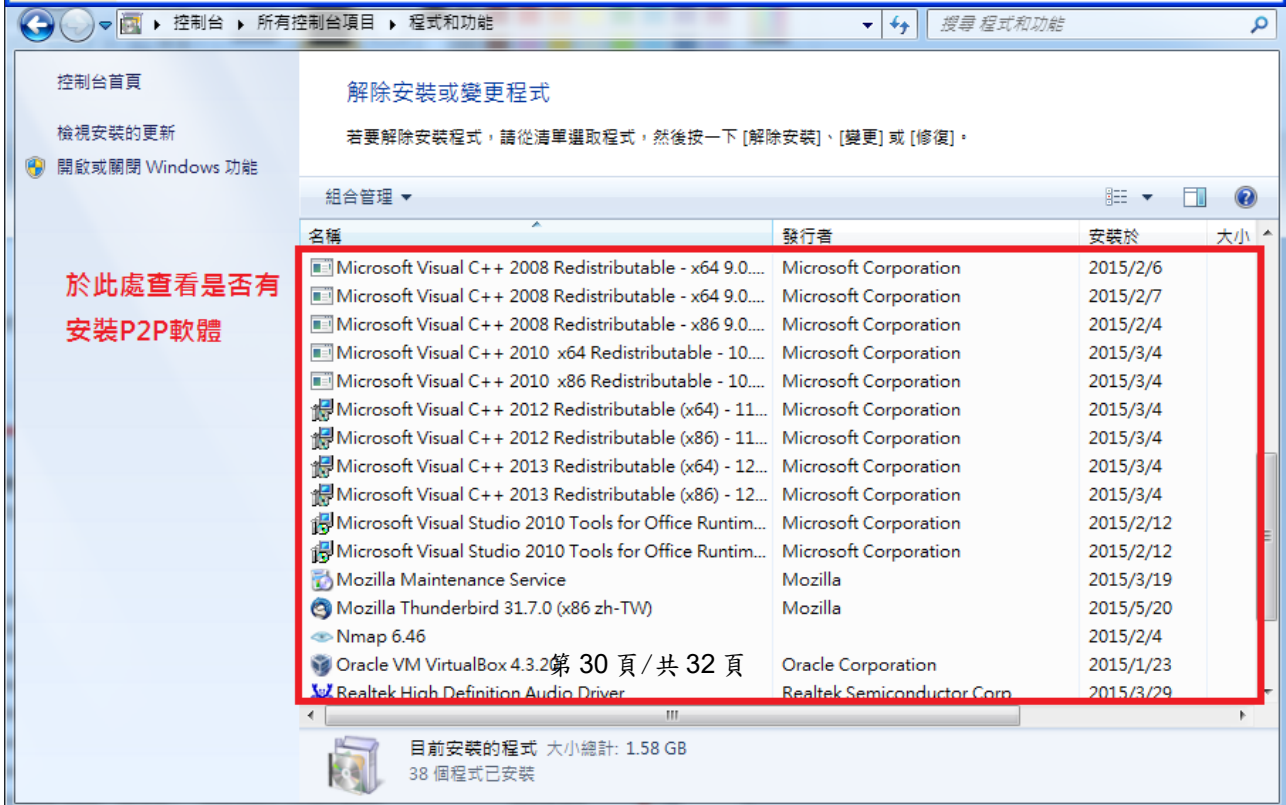 控制台 ▸ 所有控制台項目 ▸ 程式和功能
搜尋 程式和功能
控制台首頁
檢視安裝的更新
開啟或關閉 Windows 功能
於此處查看是否有
安裝P2P軟體
解除安裝或變更程式
若要解除安裝程式，請從清單選取程式，然後按一下 [解除安裝]、[變更] 或 [修復]。
組合管理
名稱 發行者 安裝於 大小
Microsoft Visual C++ 2008 Redistributable - x64 9.0.... Microsoft Corporation 2015/2/6
Microsoft Visual C++ 2008 Redistributable - x64 9.0.... Microsoft Corporation 2015/2/7
Microsoft Visual C++ 2008 Redistributable - x86 9.0.... Microsoft Corporation 2015/2/4
Microsoft Visual C++ 2010 x64 Redistributable - 10.... Microsoft Corporation 2015/3/4
Microsoft Visual C++ 2010 x86 Redistributable - 10.... Microsoft Corporation 2015/3/4
Microsoft Visual C++ 2012 Redistributable (x64) - 11... Microsoft Corporation 2015/3/4
Microsoft Visual C++ 2012 Redistributable (x86) - 11... Microsoft Corporation 2015/3/4
Microsoft Visual C++ 2013 Redistributable (x64) - 12... Microsoft Corporation 2015/3/4
Microsoft Visual C++ 2013 Redistributable (x86) - 12... Microsoft Corporation 2015/3/4
Microsoft Visual Studio 2010 Tools for Office Runtim... Microsoft Corporation 2015/2/12
Microsoft Visual Studio 2010 Tools for Office Runtim... Microsoft Corporation 2015/2/12
Mozilla Maintenance Service Mozilla 2015/3/19
Mozilla Thunderbird 31.7.0 (x86 zh-TW) Mozilla 2015/5/20
Nmap 6.46 2015/2/4
Oracle VM VirtualBox 4.3.20 Oracle Corporation 2015/1/23
第 30 頁/共 32 頁
Realtek High Definition Audio Driver Realtek Semiconductor Corp 2015/3/29
目前安裝的程式 大小總計: 1.58 GB
38 個程式已安裝